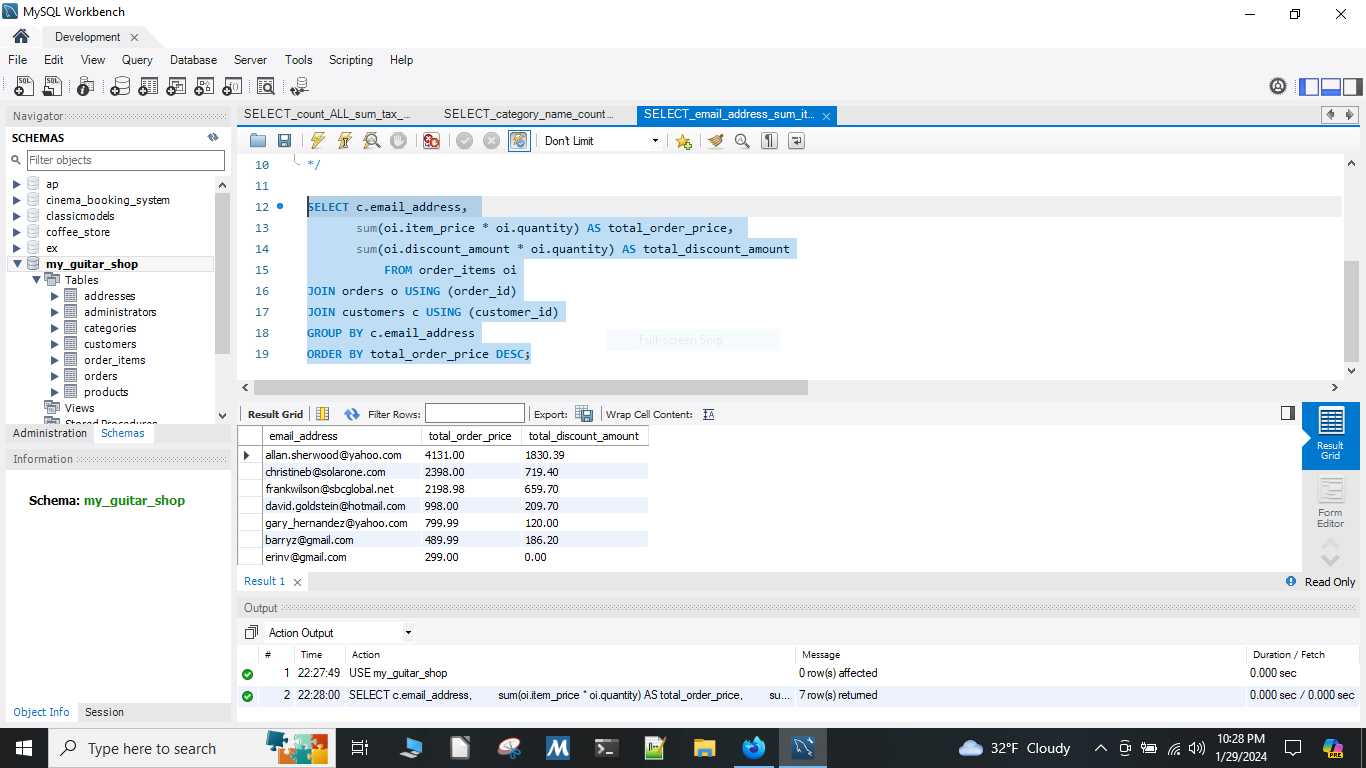 MySQL Workbench
Development
File Edit View Query Database Server Tools Scripting Help
Navigator
SCHEMAS
Filter objects
ap
cinema_booking_system
classicmodels
coffee_store
ex
my_guitar_shop
Tables
addresses
administrators
categories
customers
order_items
orders
products
Views
Stored Procedures
Administration Schemas
Information
Schema: my_guitar_shop
Object Info Session
SELECT_count_ALL_sum_tax_... SELECT_category_name_count... SELECT_email_address_sum_it...
Don't Limit
10 */
11
12 SELECT c.email_address,
13 sum(oi.item_price * oi.quantity) AS total_order_price,
14 sum(oi.discount_amount * oi.quantity) AS total_discount_amount
15 FROM order_items oi
16 JOIN orders o USING (order_id)
17 JOIN customers c USING (customer_id)
18 GROUP BY c.email_address
19 ORDER BY total_order_price DESC;
Full-screen Snip
Result Grid Filter Rows: Export: Wrap Cell Content:
email_address total_order_price total_discount_amount
allan.sherwood@yahoo.com 4131.00 1830.39
christineb@solarone.com 2398.00 719.40
frankwilson@sbcglobal.net 2198.98 659.70
david.goldstein@hotmail.com 998.00 209.70
gary_hernandez@yahoo.com 799.99 120.00
barryz@gmail.com 489.99 186.20
erinv@gmail.com 299.00 0.00
Result Grid
Form Editor
Result 1
Read Only
Output
Action Output
# Time Action Message Duration / Fetch
1 22:27:49 USE my_guitar_shop 0 row(s) affected 0.000 sec
2 22:28:00 SELECT c.email_address, sum(oi.item_price * oi.quantity) AS total_order_price, su... 7 row(s) returned 0.000 sec / 0.000 sec
Type here to search
32°F Cloudy
10:28 PM
1/29/2024